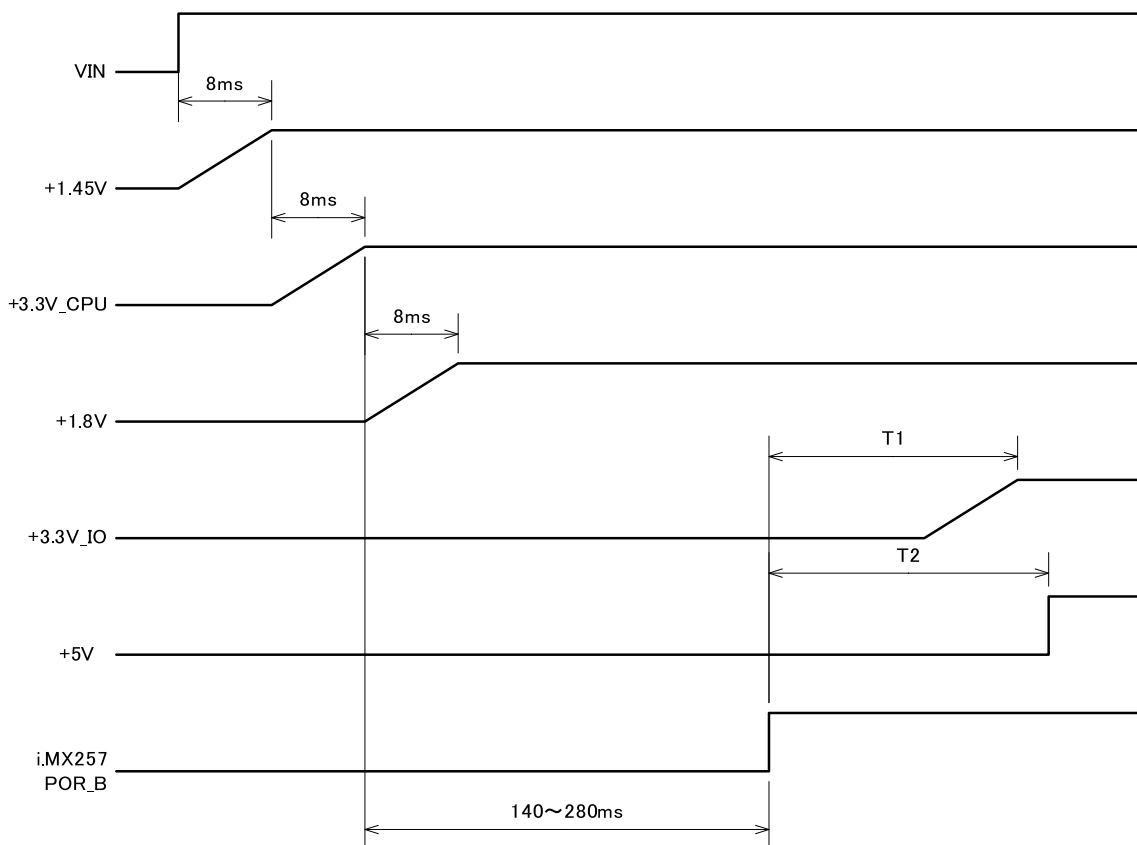 VIN
8ms
+1.45V
8ms
+3.3V_CPU
8ms
+1.8V
T1
+3.3V_IO
T2
+5V
i.MX257
POR_B
140～280ms